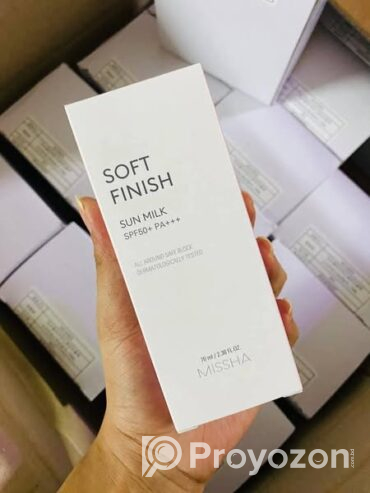 SOFT
FINISH
SUN MILK
SPF50+ PA+++
ALL AROUND SAFE BLOCK
DERMATOLOGICALLY TESTED
70 ml / 2.36 FL.OZ.
MISSHA
Proyozon